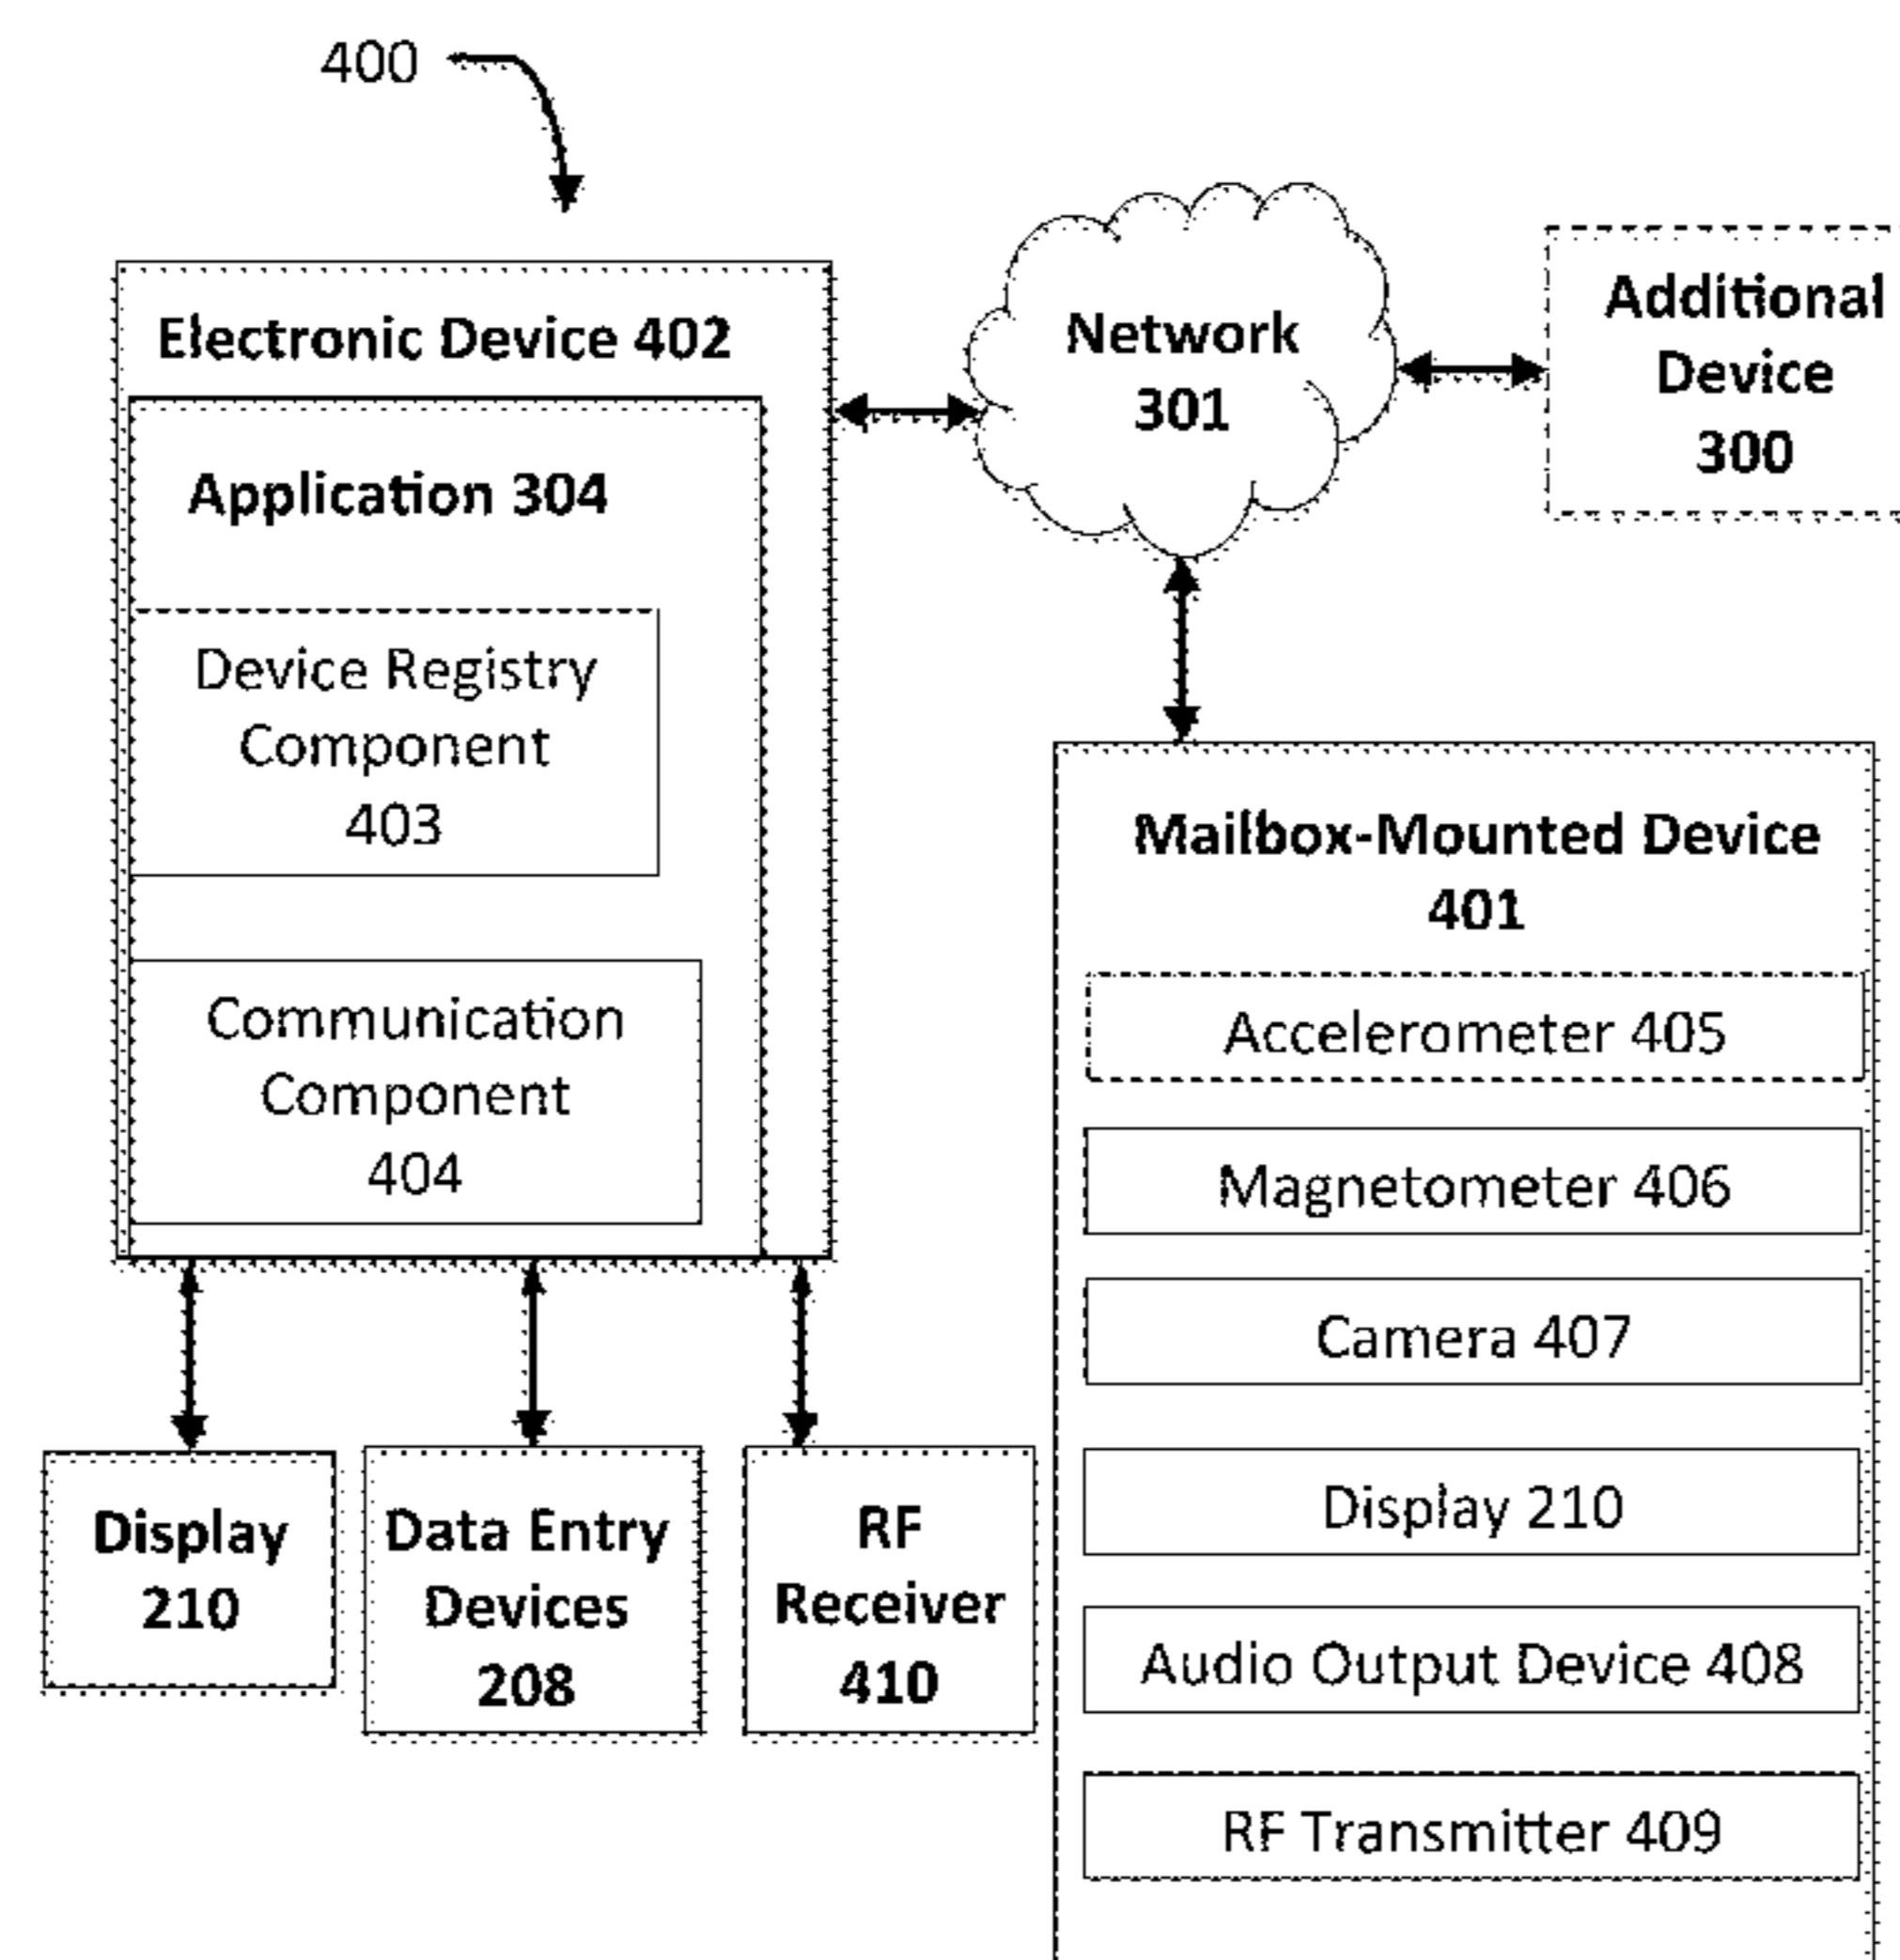 400
Electronic Device 402
Application 304
Device Registry
Component
403
Communication
Component
404
Network
301
Additional
Device
300
Mailbox-Mounted Device
401
Accelerometer 405
Magnetometer 406
Camera 407
Display 210
Audio Output Device 408
RF Transmitter 409
Display
210
Data Entry
Devices
208
RF
Receiver
410